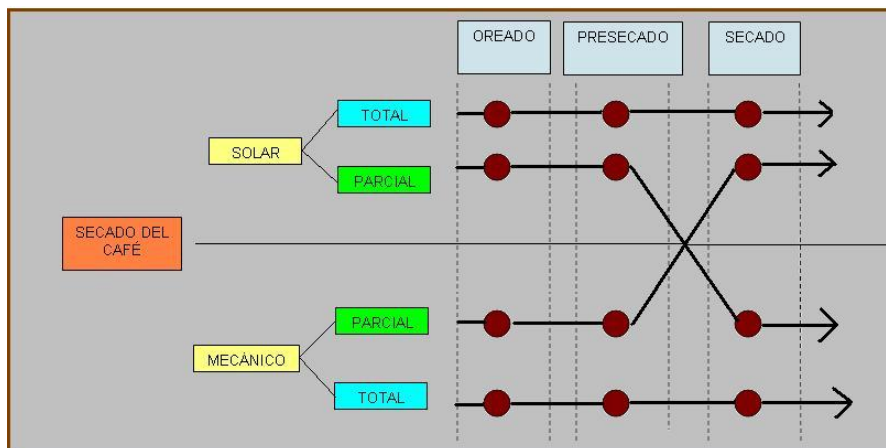 OREADO
PRESECADO
SECADO
TOTAL
SOLAR
PARCIAL
SECADO DEL
CAFÉ
PARCIAL
MECÁNICO
TOTAL